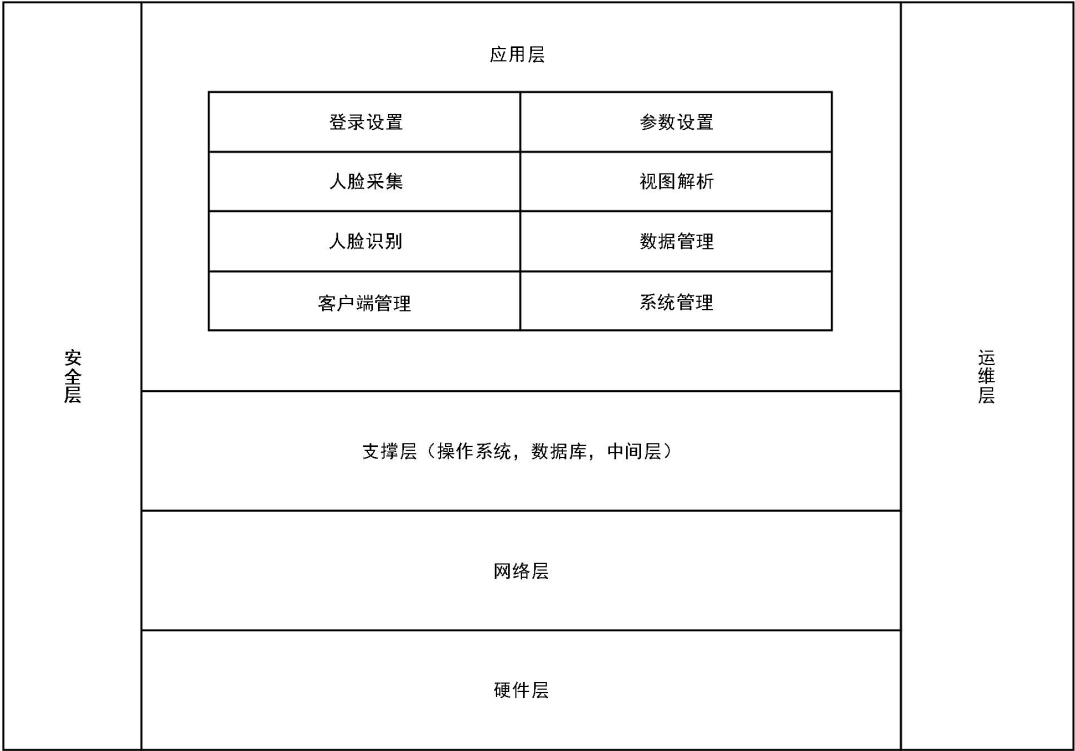 应用层
登录设置
参数设置
人脸采集
视图解析
人脸识别
数据管理
客户端管理
系统管理
安全层
运维层
支撑层（操作系统，数据库，中间层）
网络层
硬件层